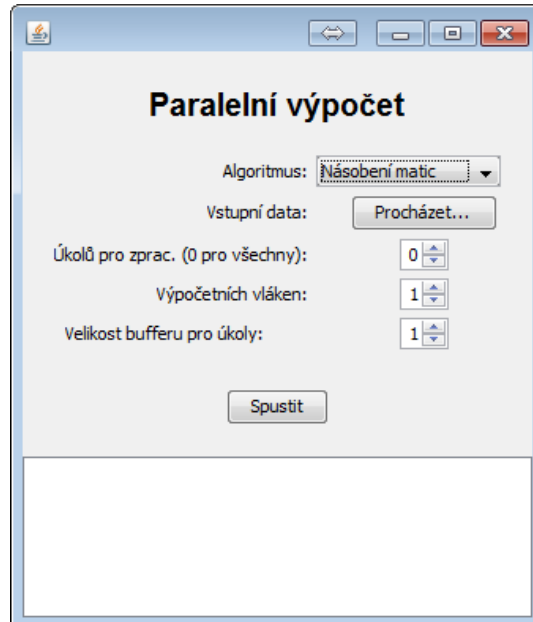 Paralelní výpočet
Algoritmus: Násobení matic
Vstupní data: Procházet...
Úkolů pro zprac. (0 pro všechny): 0
Výpočetních vláken: 1
Velikost bufferu pro úkoly: 1
Spustit